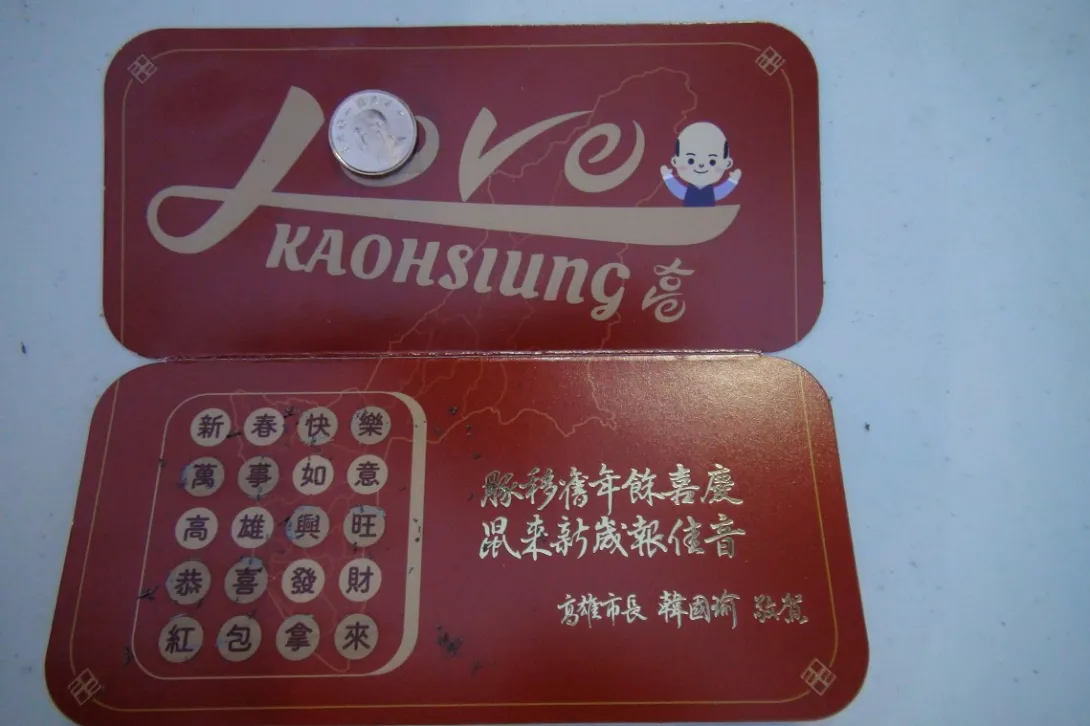 Love
KAOHSIUNG
新春快樂
萬事如意
高雄興旺
恭喜發財
紅包拿來
豚移舊年餘喜慶
鼠來新歲報佳音
高雄市長 韓國瑜 敬賀